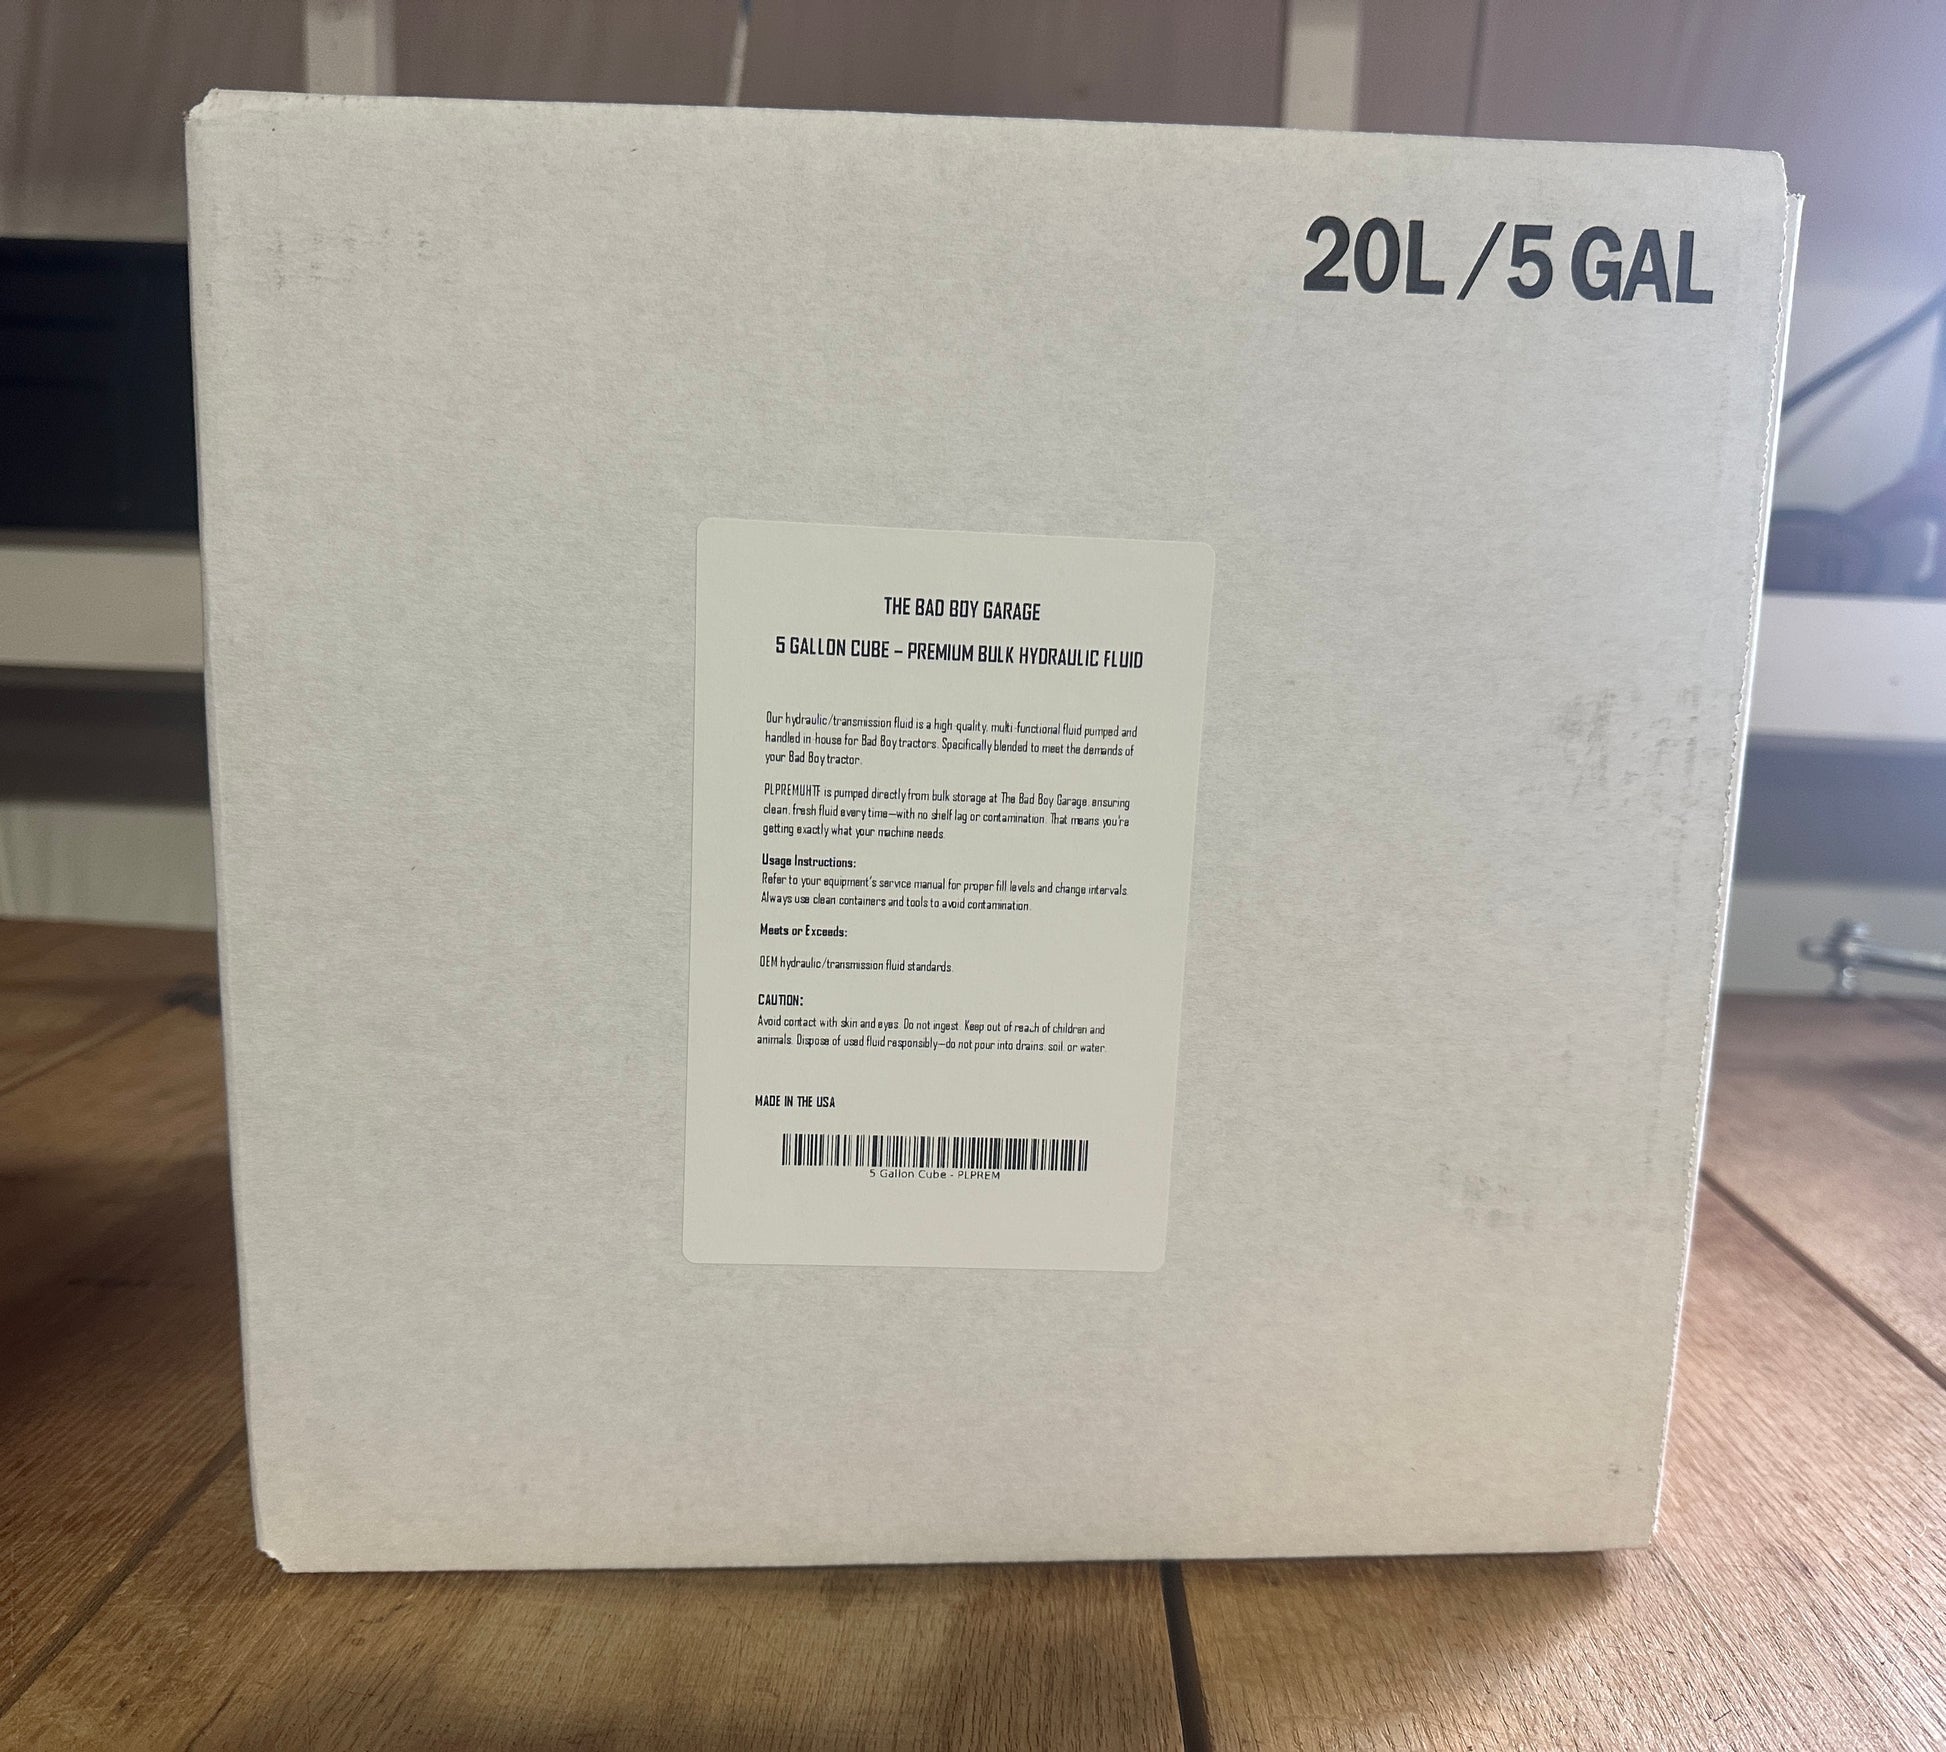 20L/5 GAL
THE BAD BOY GARAGE
5 GALLON CUBE – PREMIUM BULK HYDRAULIC FLUID
Our hydraulic/transmission fluid is a high-quality, multi-functional fluid pumped and
handled in-house for Bad Boy tractors. Specifically blended to meet the demands of
your Bad Boy tractor.
PLPREMUHTF is pumped directly from bulk storage at The Bad Boy Garage, ensuring
clean, fresh fluid every time—with no shelf lag or contamination. That means you're
getting exactly what your machine needs.
Usage Instructions:
Refer to your equipment's service manual for proper fill levels and change intervals.
Always use clean containers and tools to avoid contamination.
Meets or Exceeds:
OEM hydraulic/transmission fluid standards.
CAUTION:
Avoid contact with skin and eyes. Do not ingest. Keep out of reach of children and
animals. Dispose of used fluid responsibly—do not pour into drains, soil, or water.
MADE IN THE USA
5 Gallon Cube - PLPREM